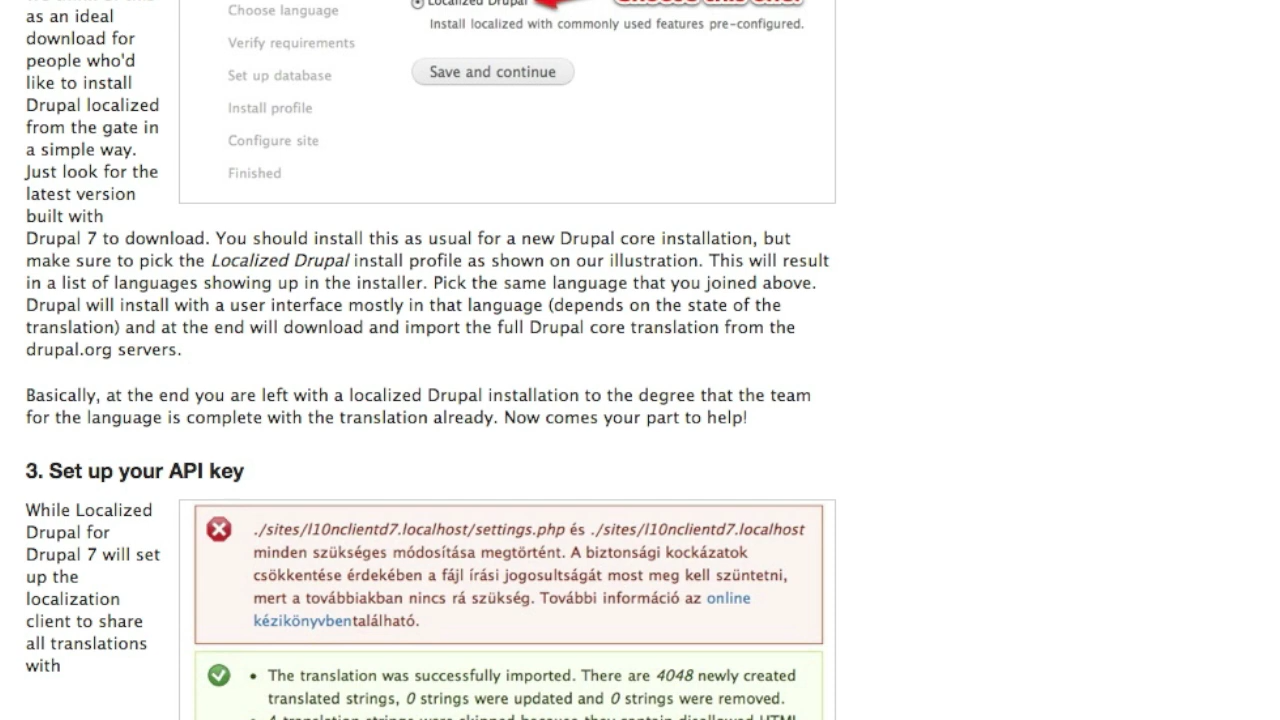 as an ideal
download for
people who'd
like to install
Drupal localized
from the gate in
a simple way.
Just look for the
latest version
built with
Choose language
Verify requirements
Set up database
Install profile
Configure site
Finished
Localized Drupal
Install localized with commonly used features pre-configured.
Save and continue
Drupal 7 to download. You should install this as usual for a new Drupal core installation, but
make sure to pick the Localized Drupal install profile as shown on our illustration. This will result
in a list of languages showing up in the installer. Pick the same language that you joined above.
Drupal will install with a user interface mostly in that language (depends on the state of the
translation) and at the end will download and import the full Drupal core translation from the
drupal.org servers.
Basically, at the end you are left with a localized Drupal installation to the degree that the team
for the language is complete with the translation already. Now comes your part to help!
3. Set up your API key
While Localized
Drupal for
Drupal 7 will set
up the
localization
client to share
all translations
with
./sites/l10nclientd7.localhost/settings.php és ./sites/l10nclientd7.localhost
minden szükséges módosítása megtörtént. A biztonsági kockázatok
csökkentése érdekében a fájl írási jogosultságát most meg kell szüntetni,
mert a továbbiakban nincs rá szükség. További információ az online
kézikönyvbentalálható.
• The translation was successfully imported. There are 4048 newly created
translated strings, 0 strings were updated and 0 strings were removed.
• A translation strings were skipped because they contain disallowed HTML